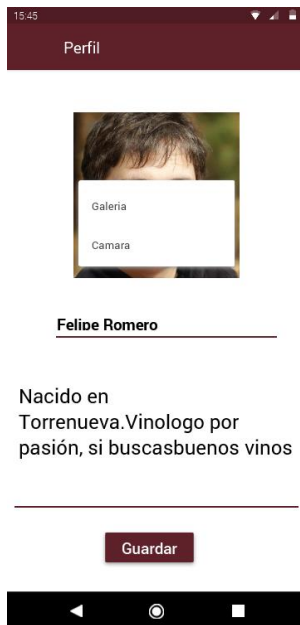 15:45
Perfil
Galeria
Camara
Felipe Romero
Nacido en
Torrenueva.Vinologo por
pasión, si buscasbuenos vinos
Guardar